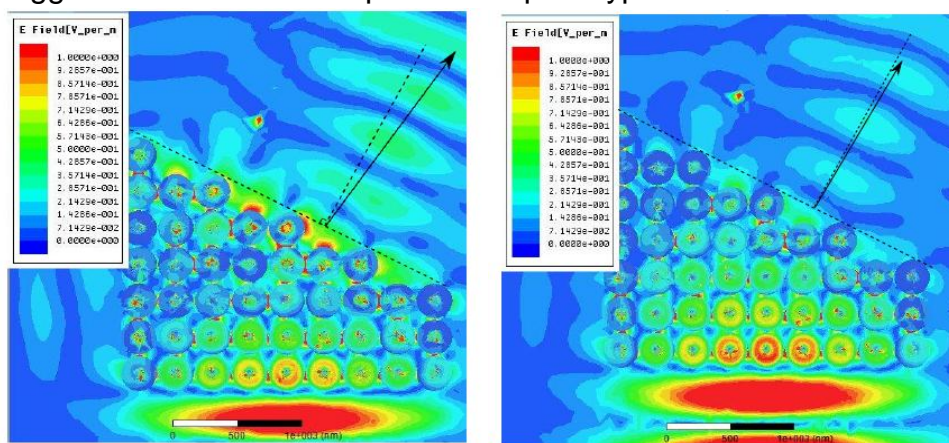 E Field[V_per_m
1.0000e+000
9.2857e-001
8.5714e-001
7.8571e-001
7.1429e-001
6.4286e-001
5.7143e-001
5.0000e-001
4.2857e-001
3.5714e-001
2.8571e-001
2.1429e-001
1.4286e-001
7.1429e-002
0.0000e+000
0
500
1e+003 (nm)
E Field[V_per_m
1.0000e+000
9.2857e-001
8.5714e-001
7.8571e-001
7.1429e-001
6.4286e-001
5.7143e-001
5.0000e-001
4.2857e-001
3.5714e-001
2.8571e-001
2.1429e-001
1.4286e-001
7.1429e-002
0.0000e+000
0
500
1e+003 (nm)